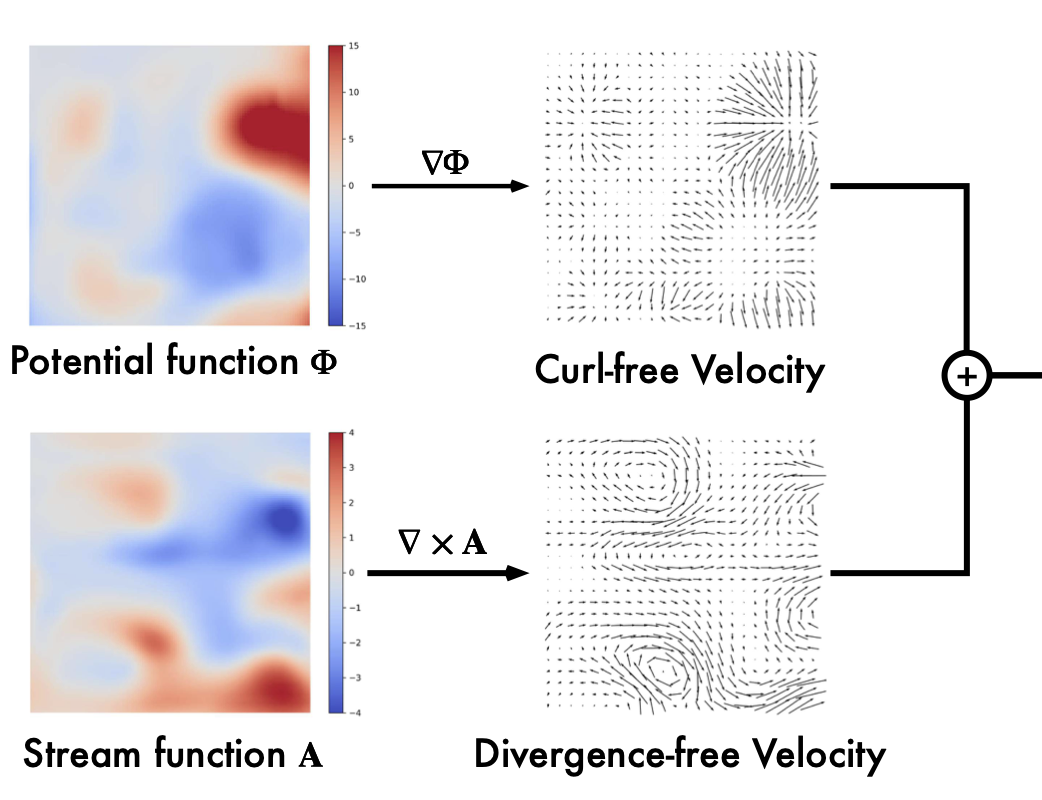 15
10
5
0
−5
−10
−15
∇Φ
Potential function Φ
Curl-free Velocity
+
4
3
2
1
0
−1
−2
−3
−4
∇ × A
Stream function A
Divergence-free Velocity